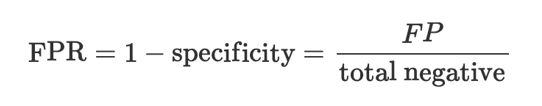 FPR = 1 − specificity = FP / total negative